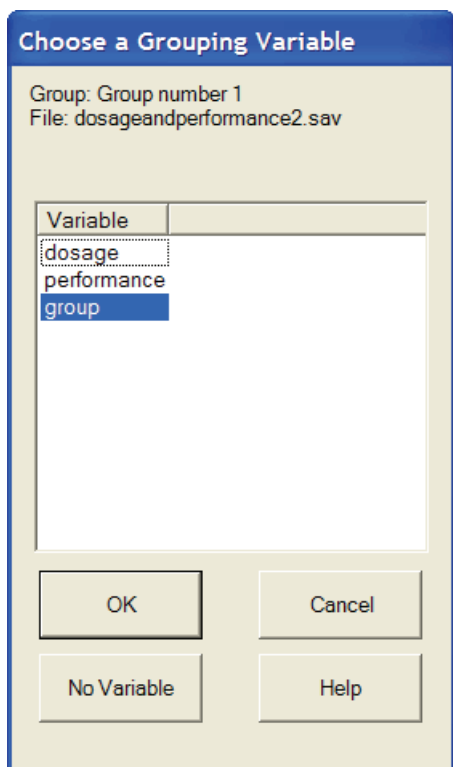 Choose a Grouping Variable
Group: Group number 1
File: dosageandperformance2.sav
Variable
dosage
performance
group
OK
Cancel
No Variable
Help